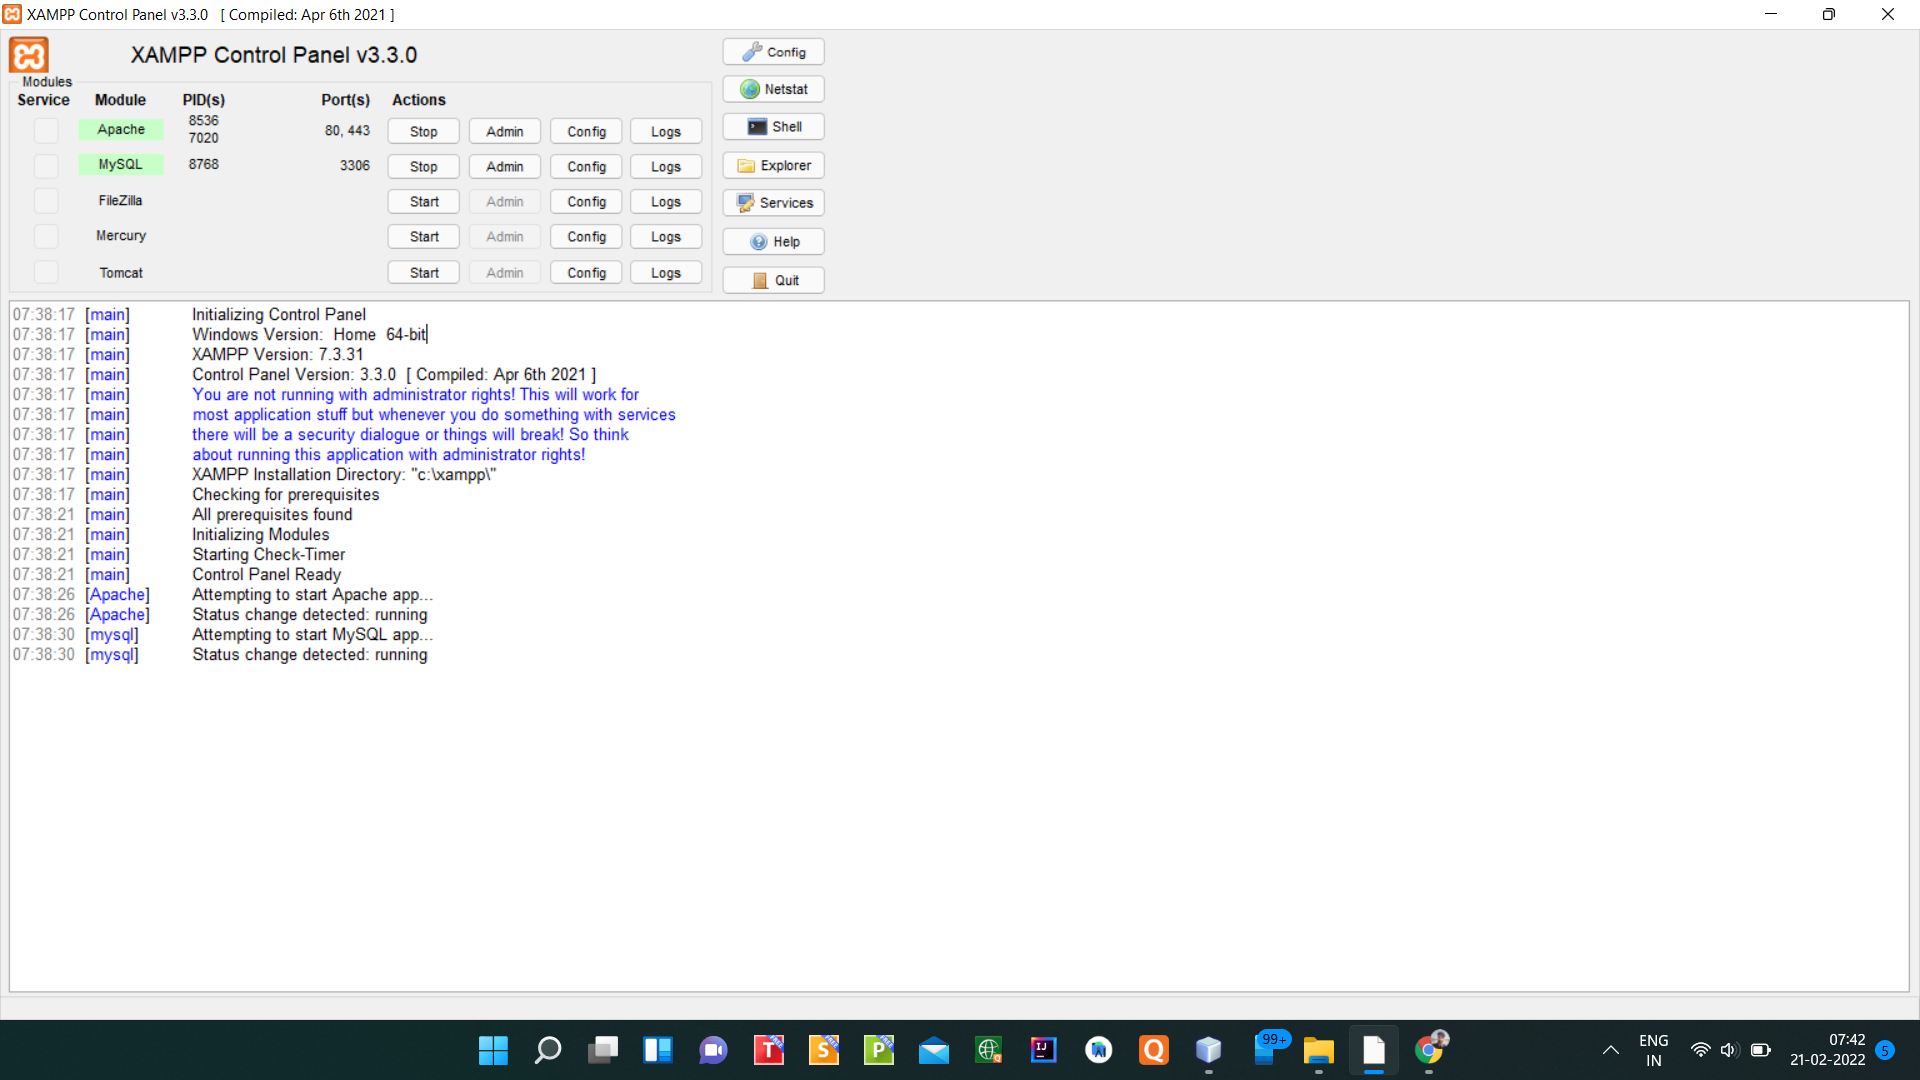 XAMPP Control Panel v3.3.0 [ Compiled: Apr 6th 2021 ]
XAMPP Control Panel v3.3.0
Modules
Service Module PID(s) Port(s) Actions
Apache 8536 7020 80, 443 Stop Admin Config Logs
MySQL 8768 3306 Stop Admin Config Logs
FileZilla Start Admin Config Logs
Mercury Start Admin Config Logs
Tomcat Start Admin Config Logs
Config
Netstat
Shell
Explorer
Services
Help
Quit
07:38:17 [main] Initializing Control Panel
07:38:17 [main] Windows Version: Home 64-bit
07:38:17 [main] XAMPP Version: 7.3.31
07:38:17 [main] Control Panel Version: 3.3.0 [ Compiled: Apr 6th 2021 ]
07:38:17 [main] You are not running with administrator rights! This will work for
07:38:17 [main] most application stuff but whenever you do something with services
07:38:17 [main] there will be a security dialogue or things will break! So think
07:38:17 [main] about running this application with administrator rights!
07:38:17 [main] XAMPP Installation Directory: "c:\xampp\"
07:38:17 [main] Checking for prerequisites
07:38:21 [main] All prerequisites found
07:38:21 [main] Initializing Modules
07:38:21 [main] Starting Check-Timer
07:38:21 [main] Control Panel Ready
07:38:26 [Apache] Attempting to start Apache app...
07:38:26 [Apache] Status change detected: running
07:38:30 [mysql] Attempting to start MySQL app...
07:38:30 [mysql] Status change detected: running
T S P IJ Q 99+
ENG
IN
07:42
21-02-2022 5